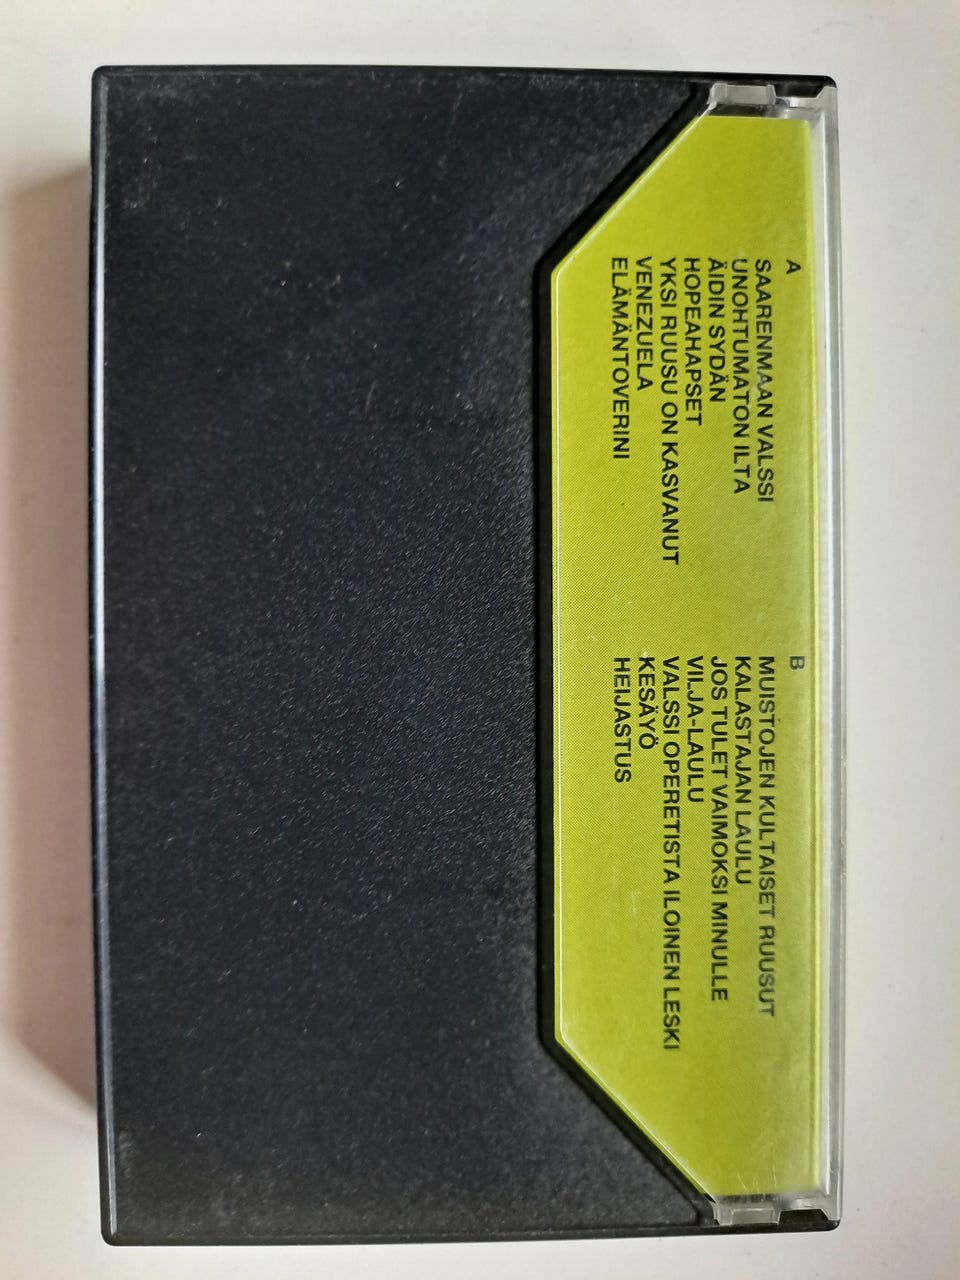 A
SAARENMAAN VALSSI
UNOHTUMATON ILTA
ÄIDIN SYDÄN
HOPEAHAPSET
YKSI RUUSU ON KASVANUT
VENEZUELA
ELÄMÄNTOVERINI
B
MUISTOJEN KULTAISET RUUSUT
KALASTAJAN LAULU
JOS TULET VAIMOKSI MINULLE
VILJA-LAULU
VALSSI OPERETISTA ILOINEN LESKI
KESÄYÖ
HEIJASTUS